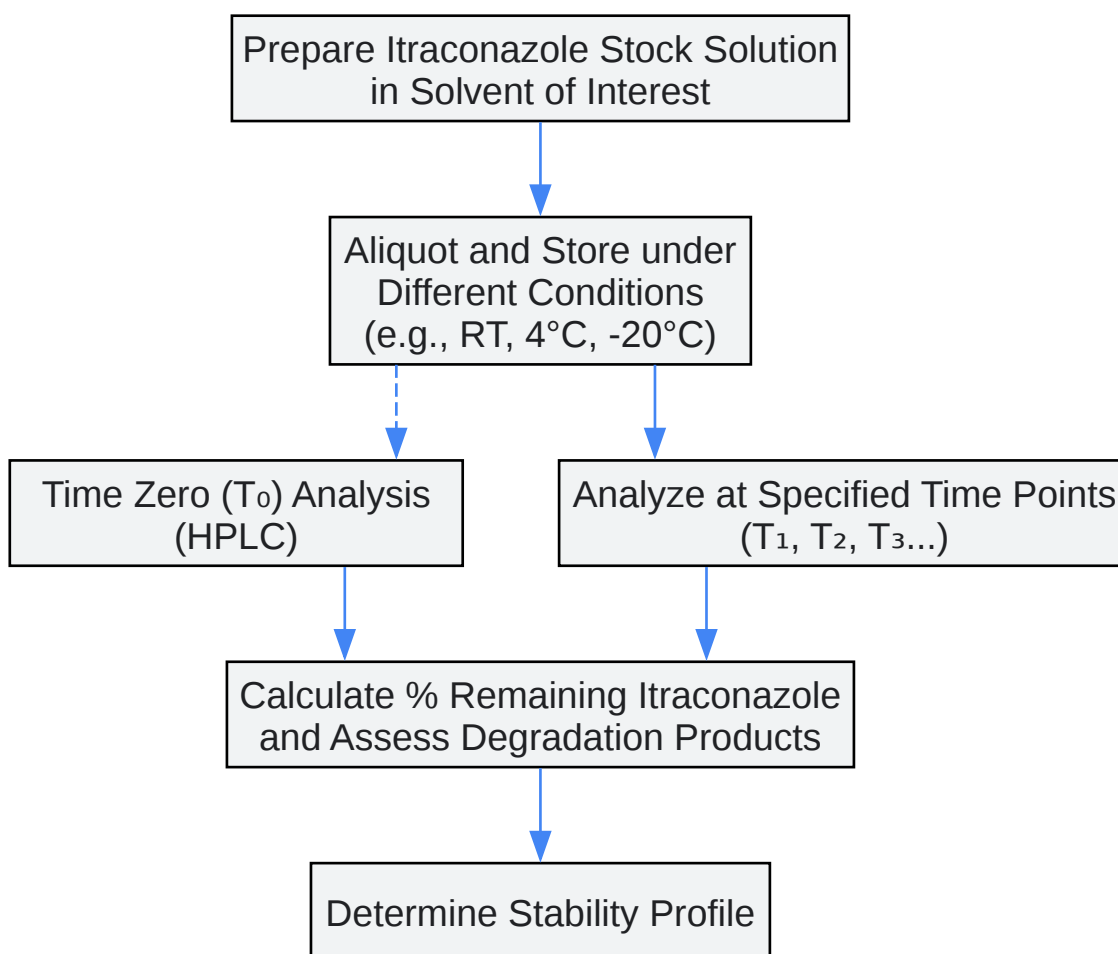 Prepare Itraconazole Stock Solution
in Solvent of Interest
Aliquot and Store under
Different Conditions
(e.g., RT, 4°C, -20°C)
Time Zero (T₀) Analysis
(HPLC)
Analyze at Specified Time Points
(T₁, T₂, T₃...)
Calculate % Remaining Itraconazole
and Assess Degradation Products
Determine Stability Profile